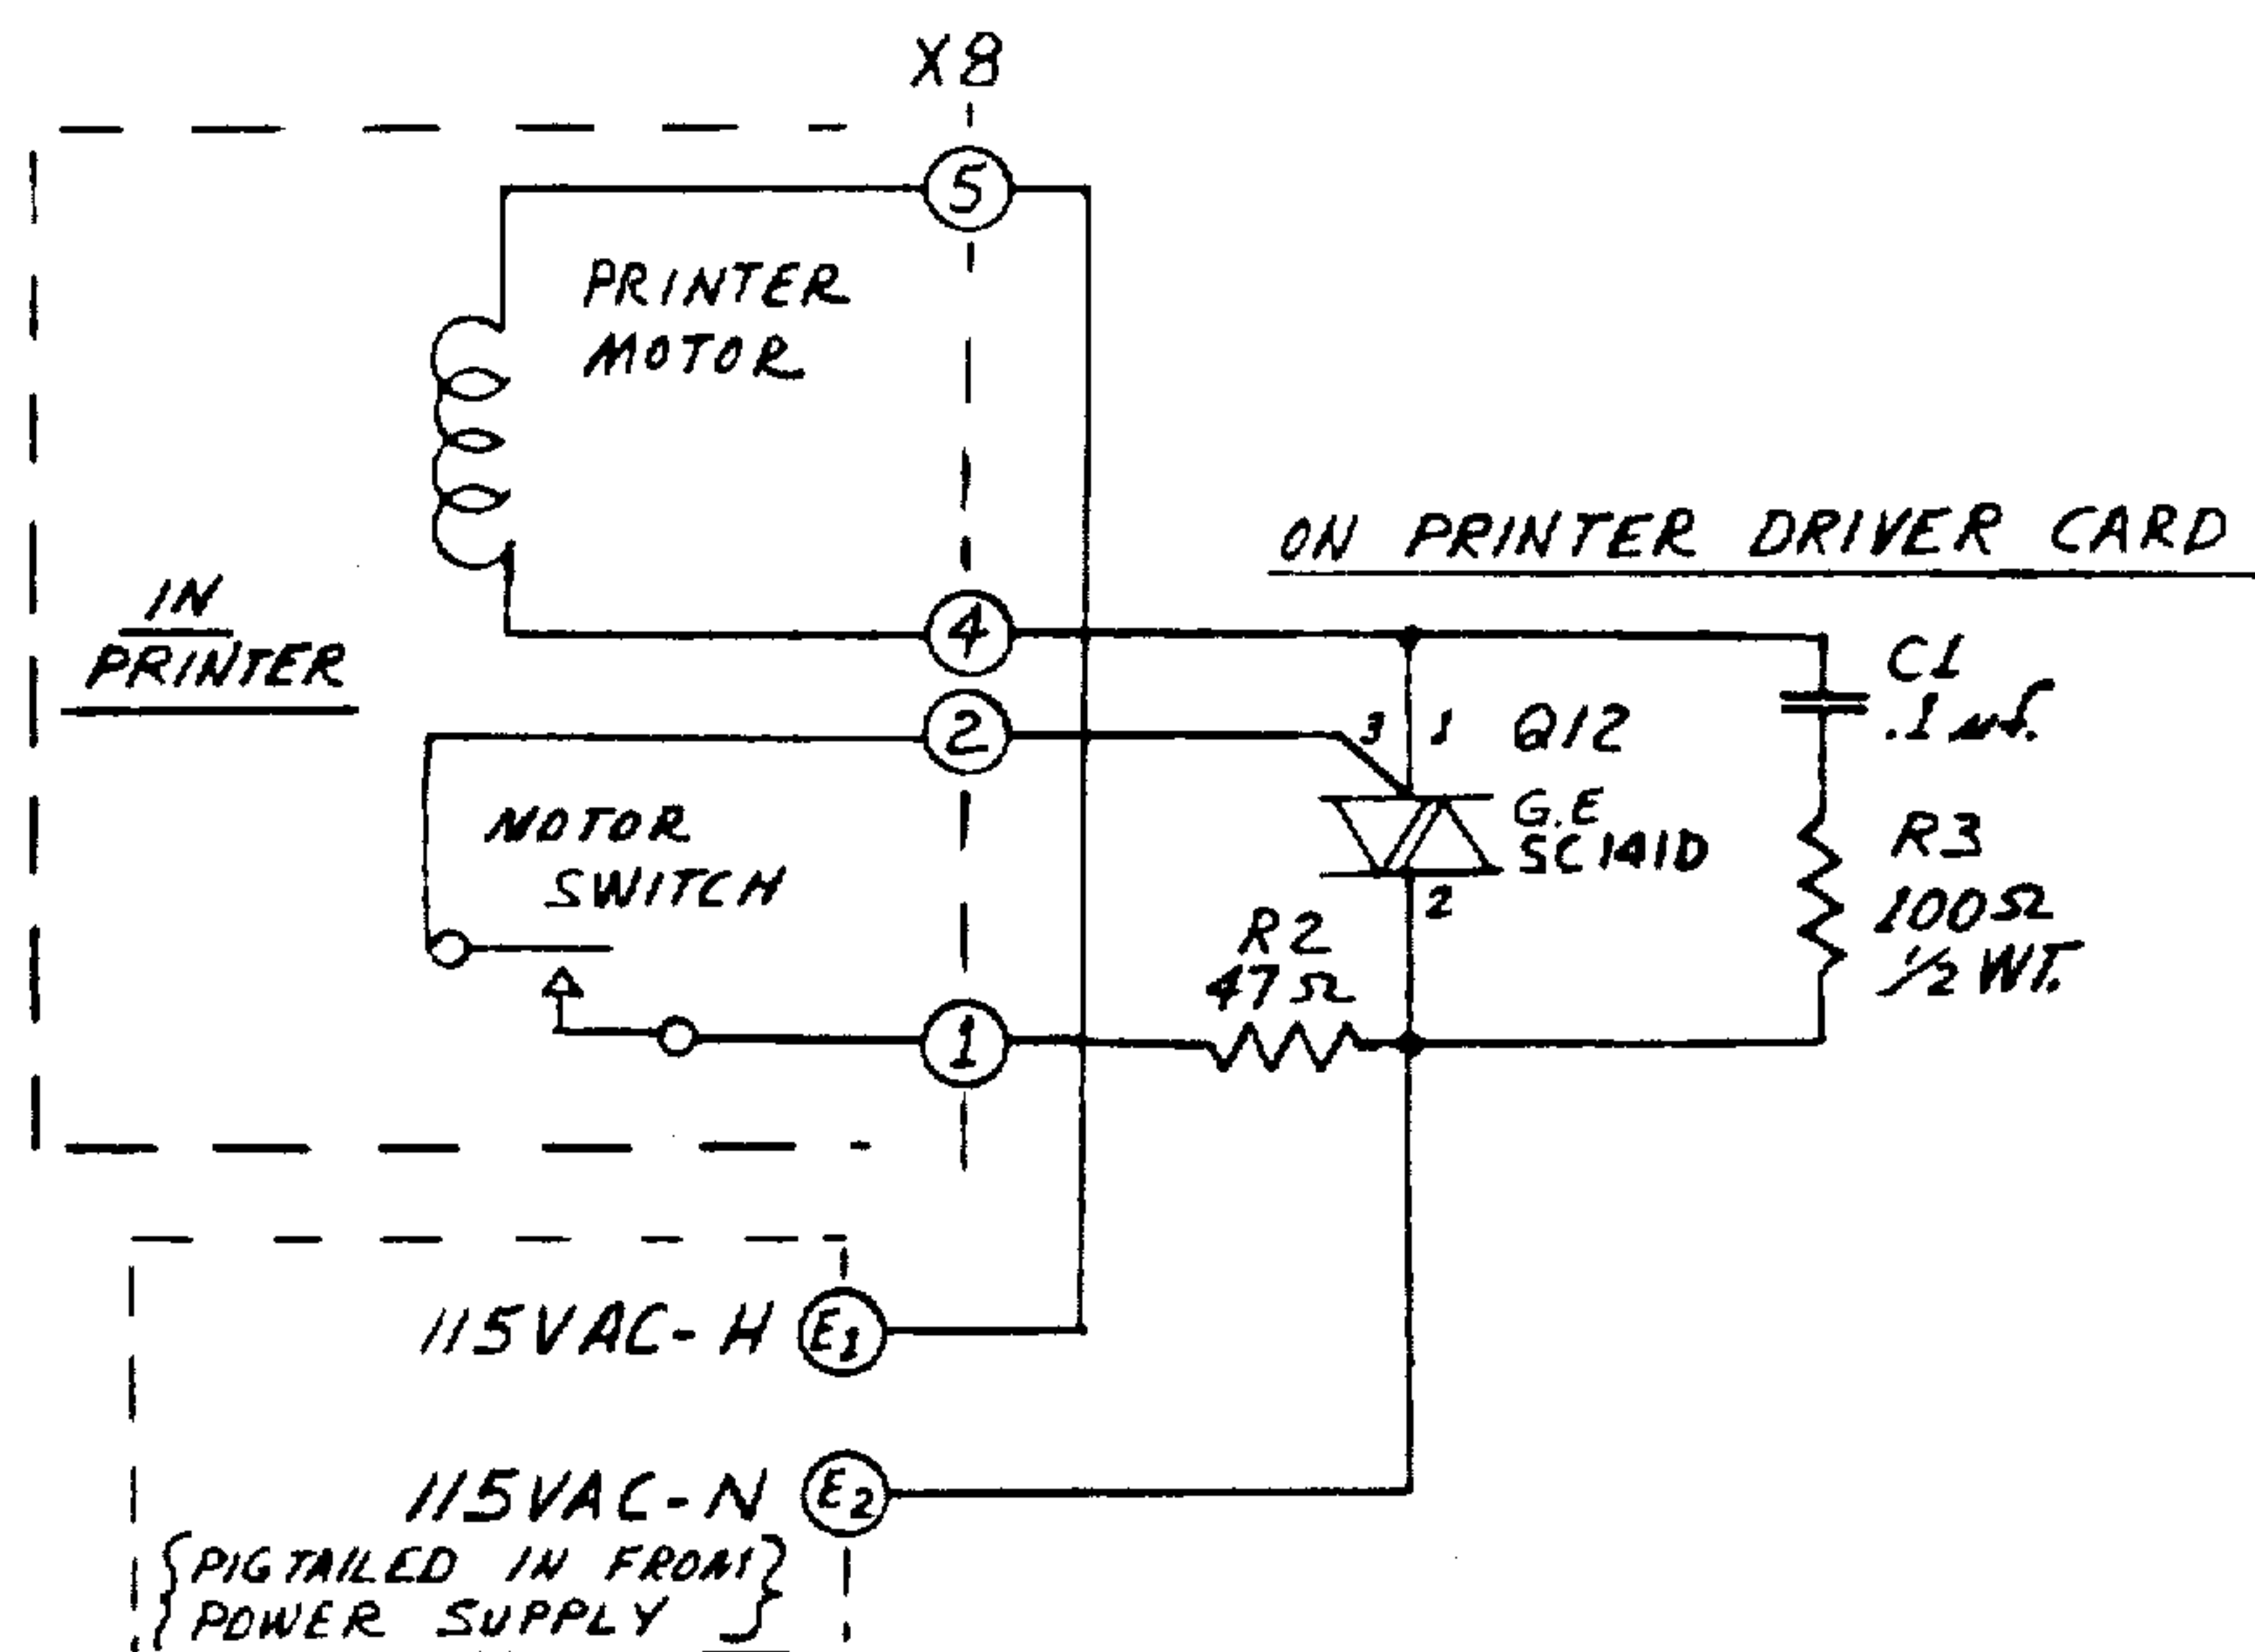 X8
5
PRINTER
MOTOR
ON PRINTER DRIVER CARD
IN
PRINTER
4
C1
.1 uf.
2
3
1
Q12
G.E
SC141D
MOTOR
SWITCH
2
R3
100Ω
1/2 WT.
R2
47Ω
1
115VAC-H
E1
115VAC-N
E2
{PIGTAILED IN FROM}
POWER SUPPLY